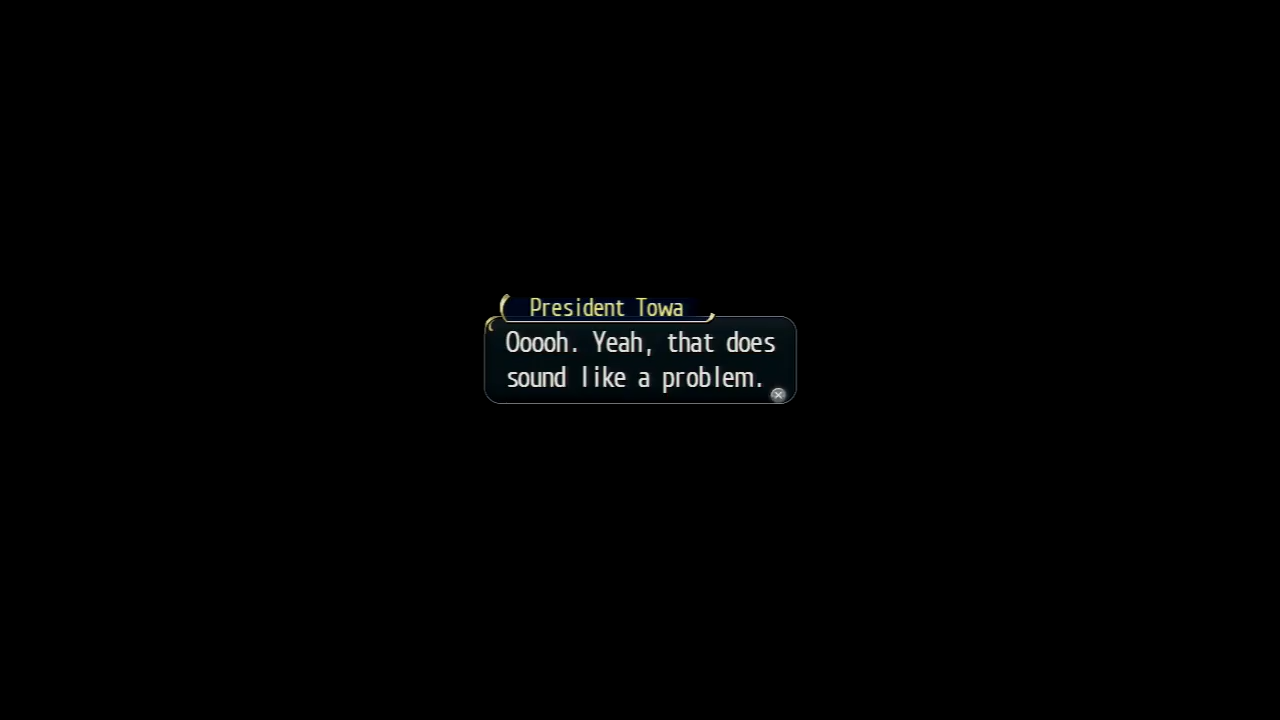 President Towa
Ooooh. Yeah, that does
sound like a problem.